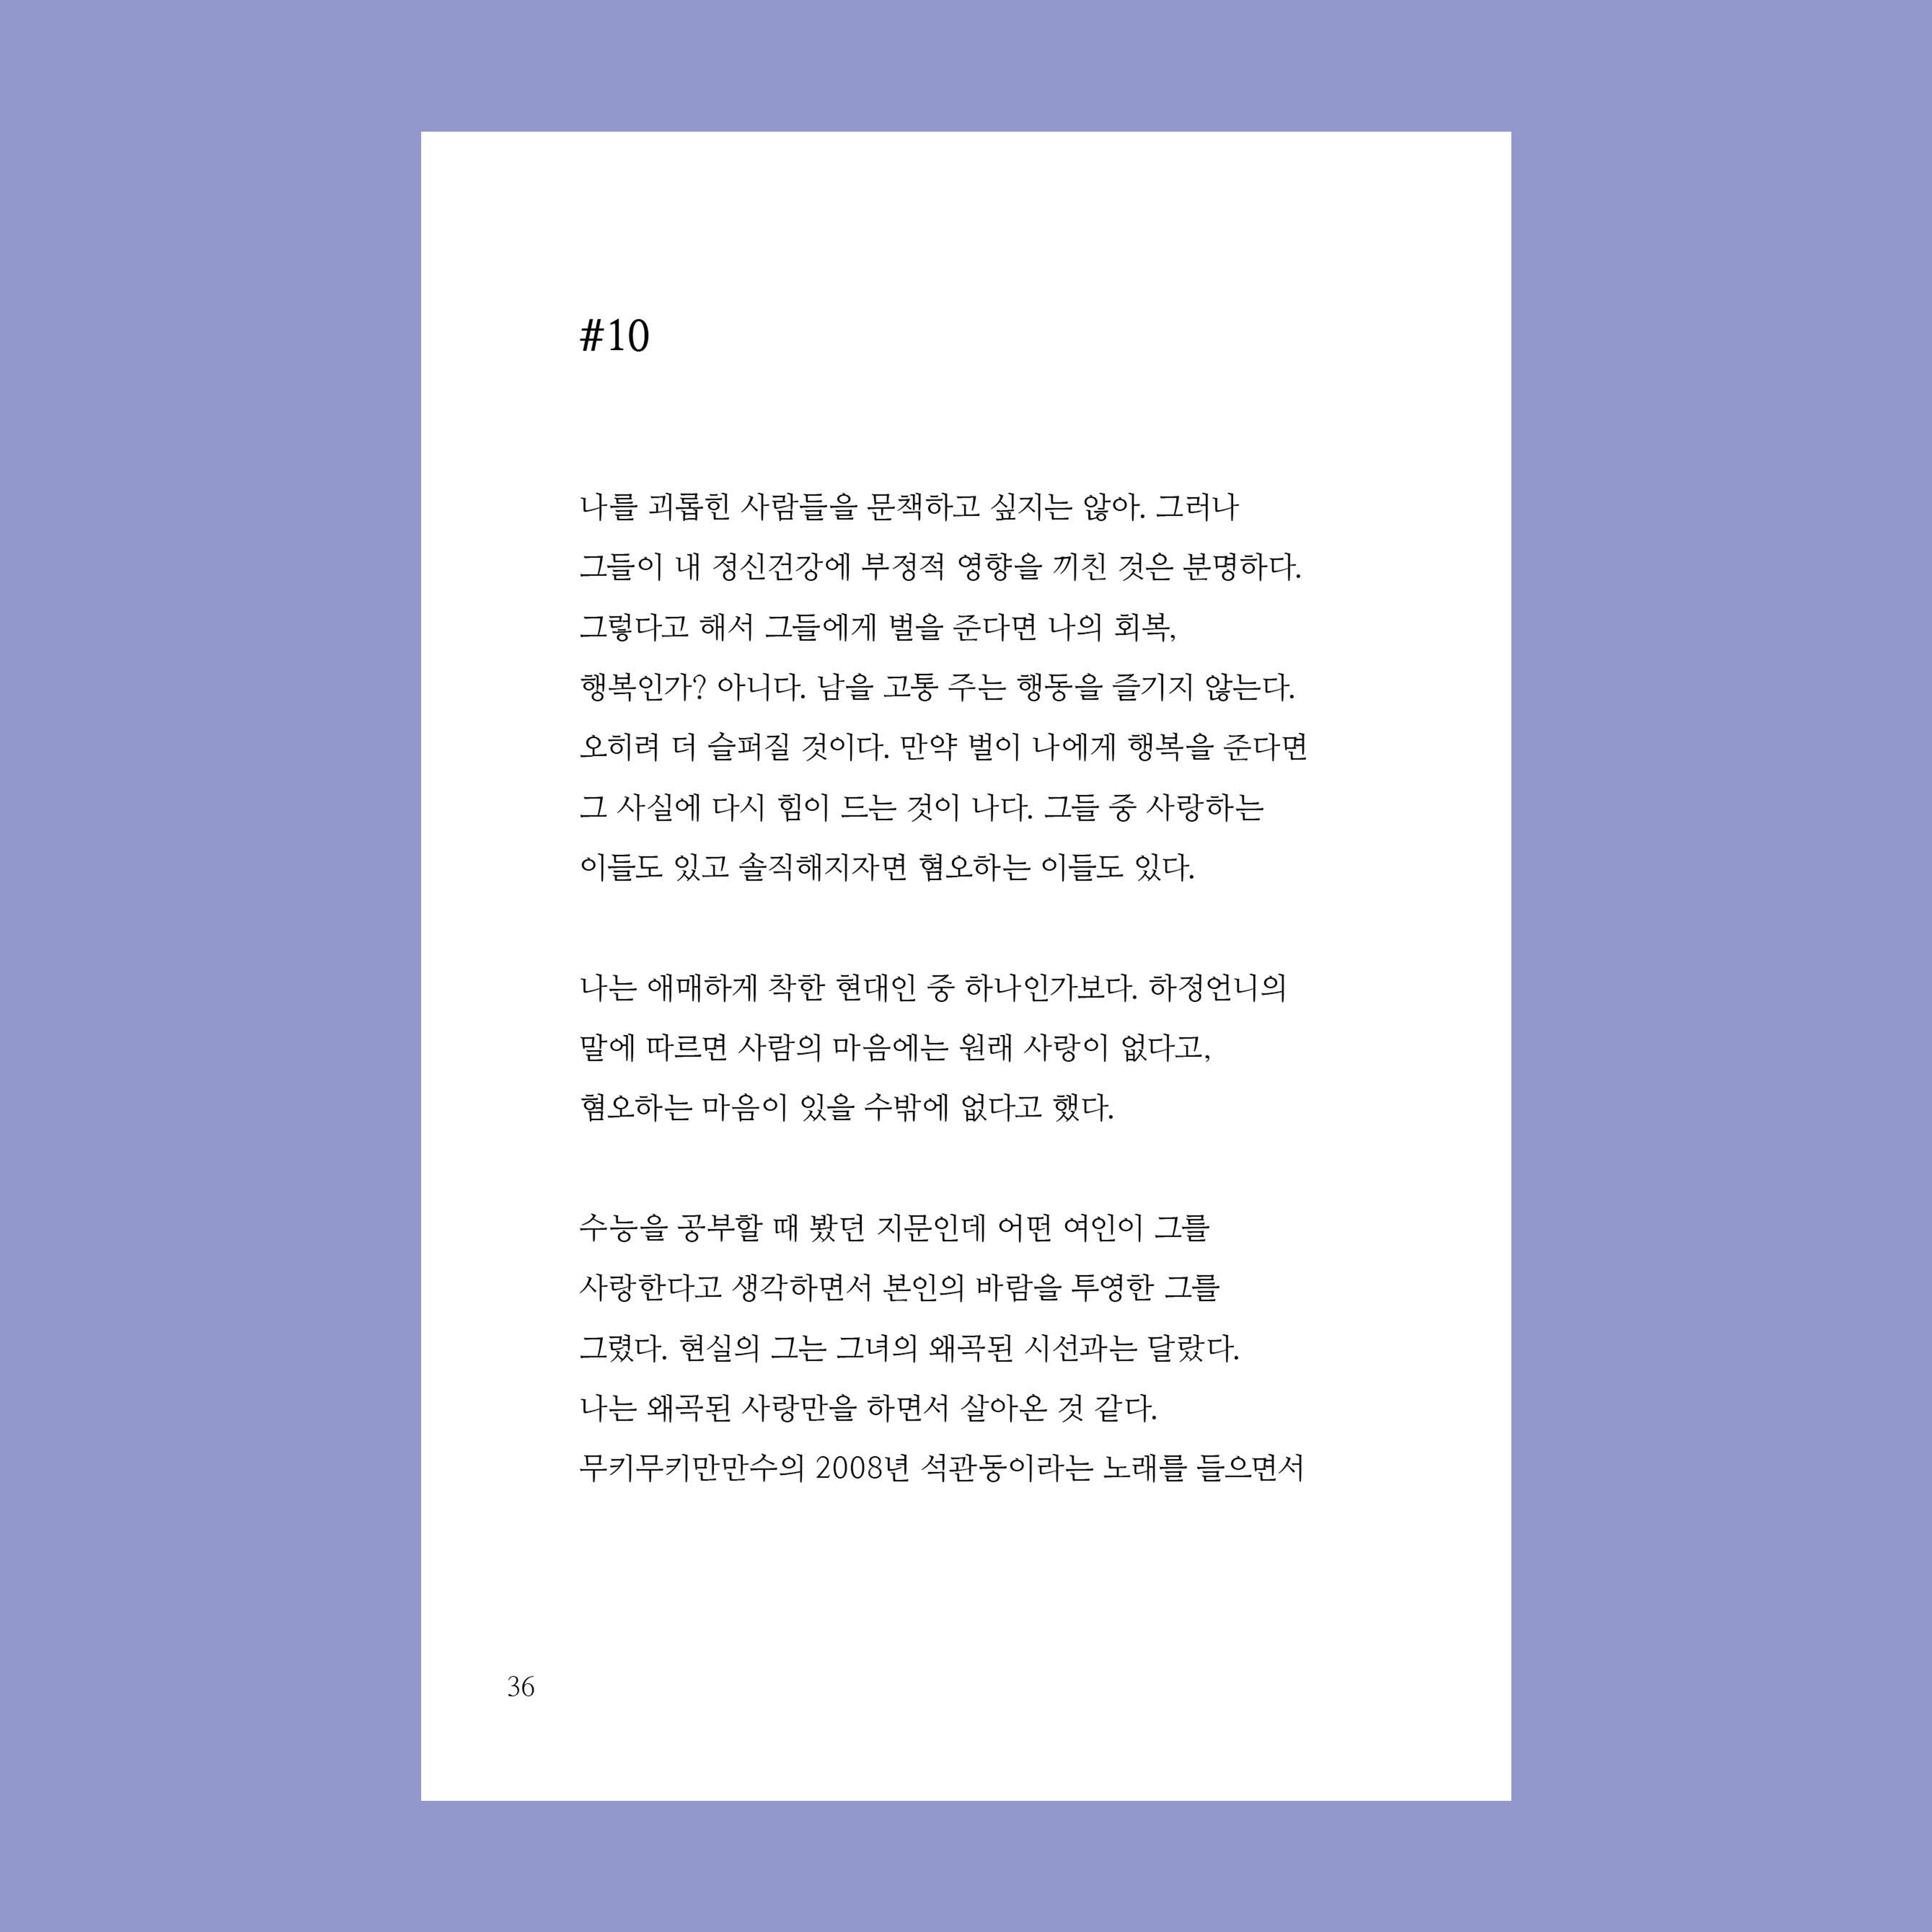 #10
나를 괴롭힌 사람들을 문책하고 싶지는 않아. 그러나
그들이 내 정신건강에 부정적 영향을 끼친 것은 분명하다.
그렇다고 해서 그들에게 벌을 준다면 나의 회복,
행복인가? 아니다. 남을 고통 주는 행동을 즐기지 않는다.
오히려 더 슬퍼질 것이다. 만약 벌이 나에게 행복을 준다면
그 사실에 다시 힘이 드는 것이 나다. 그들 중 사랑하는
이들도 있고 솔직해지자면 혐오하는 이들도 있다.
나는 애매하게 착한 현대인 중 하나인가보다. 하정언니의
말에 따르면 사람의 마음에는 원래 사랑이 없다고,
혐오하는 마음이 있을 수밖에 없다고 했다.
수능을 공부할 때 봤던 지문인데 어떤 여인이 그를
사랑한다고 생각하면서 본인의 바람을 투영한 그를
그렸다. 현실의 그는 그녀의 왜곡된 시선과는 달랐다.
나는 왜곡된 사랑만을 하면서 살아온 것 같다.
무키무키만만수의 2008년 석관동이라는 노래를 들으면서
36